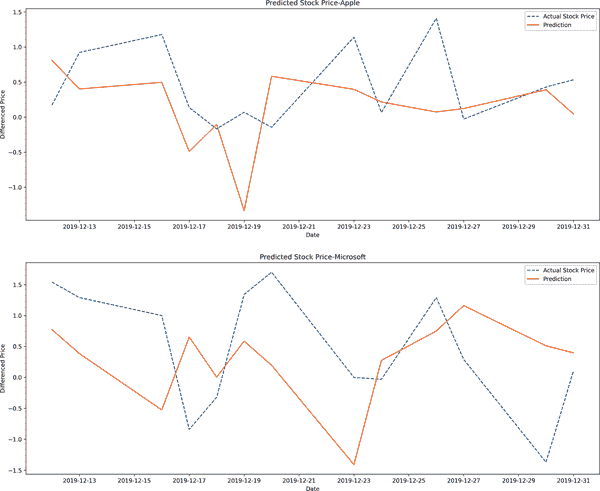 Predicted Stock Price-Apple
1.5
1.0
0.5
0.0
−0.5
−1.0
Differenced Price
Actual Stock Price
Prediction
2019-12-13 2019-12-15 2019-12-17 2019-12-19 2019-12-21 2019-12-23 2019-12-25 2019-12-27 2019-12-29 2019-12-31
Date
Predicted Stock Price-Microsoft
1.5
1.0
0.5
0.0
−0.5
−1.0
−1.5
Differenced Price
Actual Stock Price
Prediction
2019-12-13 2019-12-15 2019-12-17 2019-12-19 2019-12-21 2019-12-23 2019-12-25 2019-12-27 2019-12-29 2019-12-31
Date